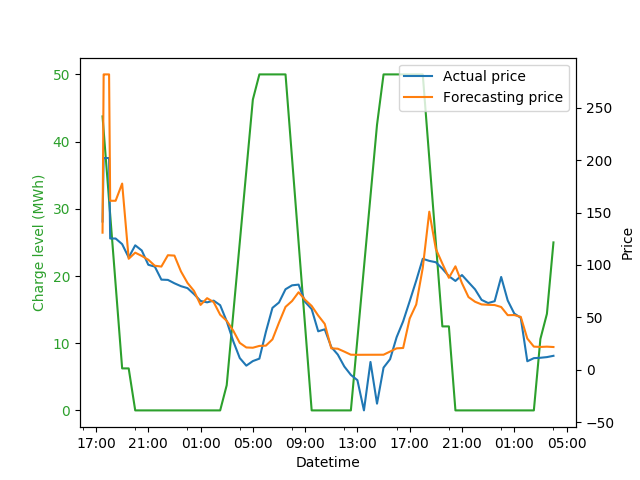 Actual price
Forecasting price
Charge level (MWh)
50
40
30
20
10
0
250
200
150
100
50
0
−50
Price
17:00 21:00 01:00 05:00 09:00 13:00 17:00 21:00 01:00 05:00
Datetime